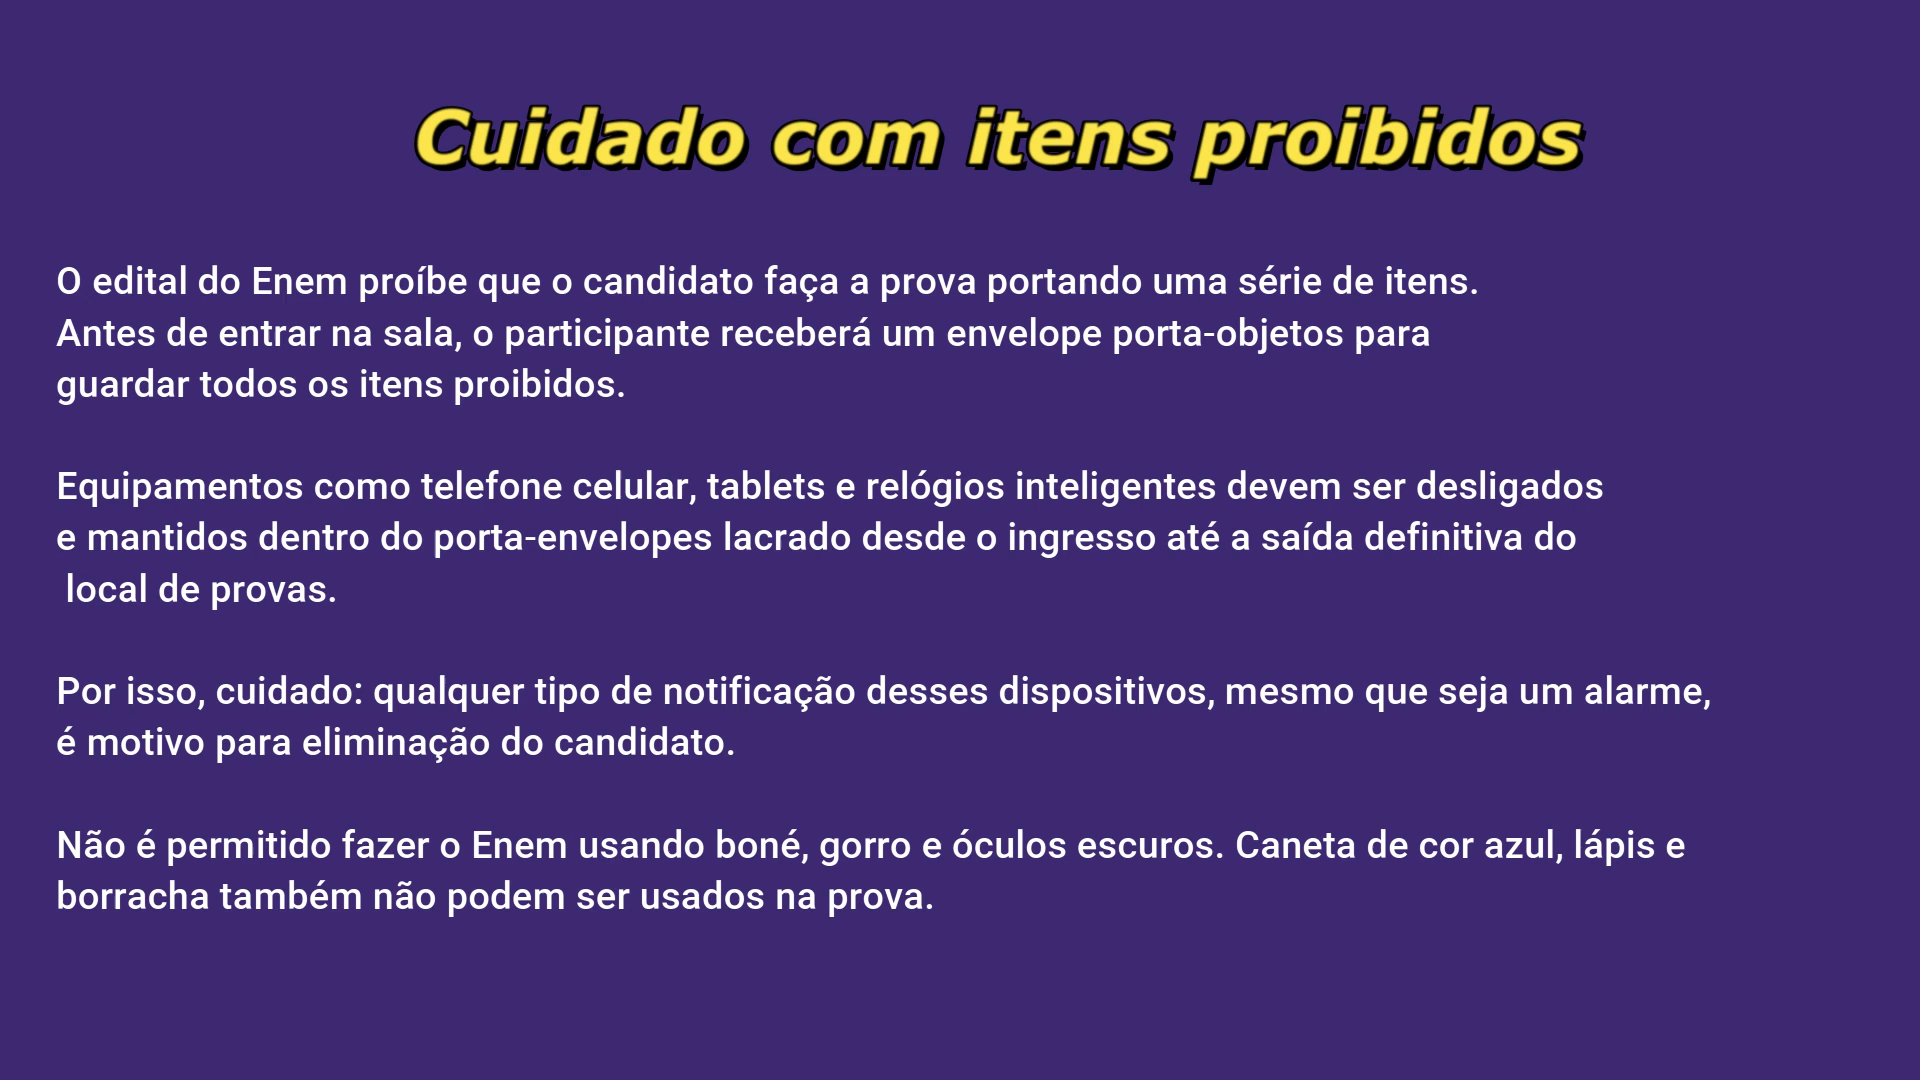 Cuidado com itens proibidos
O edital do Enem proíbe que o candidato faça a prova portando uma série de itens.
Antes de entrar na sala, o participante receberá um envelope porta-objetos para
guardar todos os itens proibidos.
Equipamentos como telefone celular, tablets e relógios inteligentes devem ser desligados
e mantidos dentro do porta-envelopes lacrado desde o ingresso até a saída definitiva do
local de provas.
Por isso, cuidado: qualquer tipo de notificação desses dispositivos, mesmo que seja um alarme,
é motivo para eliminação do candidato.
Não é permitido fazer o Enem usando boné, gorro e óculos escuros. Caneta de cor azul, lápis e
borracha também não podem ser usados na prova.